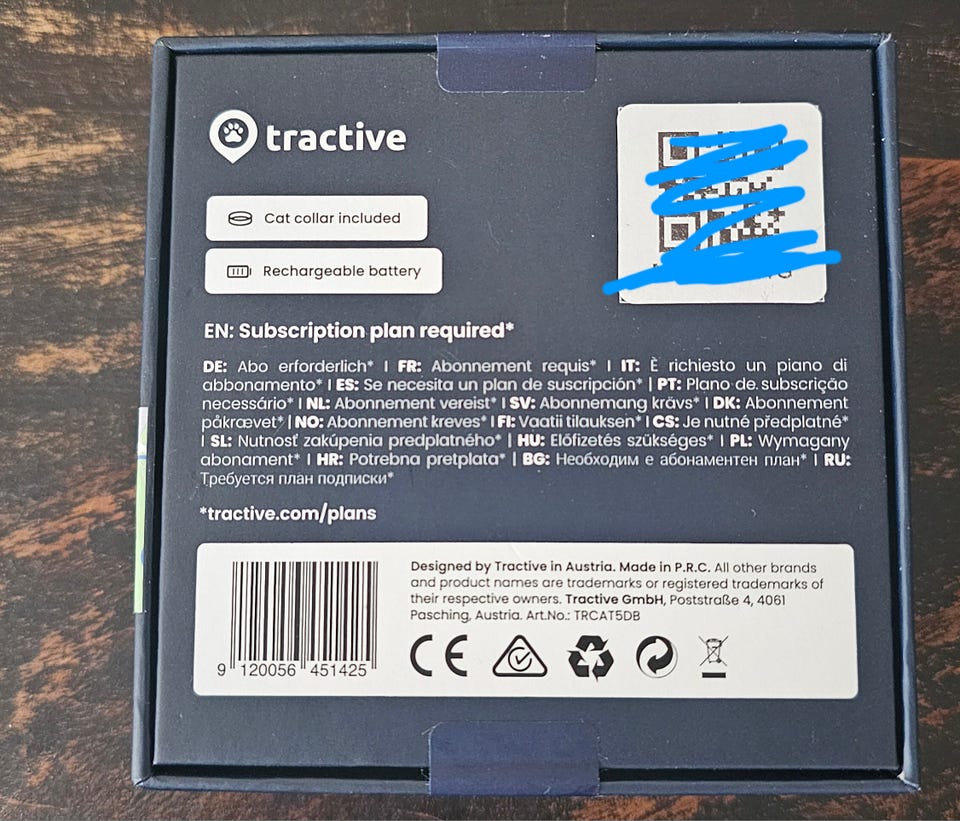 tractive
Cat collar included
Rechargeable battery
EN: Subscription plan required*
DE: Abo erforderlich* | FR: Abonnement requis* | IT: È richiesto un piano di
abbonamento* | ES: Se necesita un plan de suscripción* | PT: Plano de subscrição
necessário* | NL: Abonnement vereist* | SV: Abonnemang krävs* | DK: Abonnement
påkrævet* | NO: Abonnement kreves* | FI: Vaatii tilauksen* | CS: Je nutné předplatné*
| SL: Nutnosť zakúpenia predplatného* | HU: Előfizetés szükséges* | PL: Wymagany
abonament* | HR: Potrebna pretplata* | BG: Необходим е абонаментен план* | RU:
Требуется план подписки*
*tractive.com/plans
Designed by Tractive in Austria. Made in P.R.C. All other brands
and product names are trademarks or registered trademarks of
their respective owners. Tractive GmbH, Poststraße 4, 4061
Pasching, Austria. Art.No.: TRCAT5DB
9 120056 451425
CE